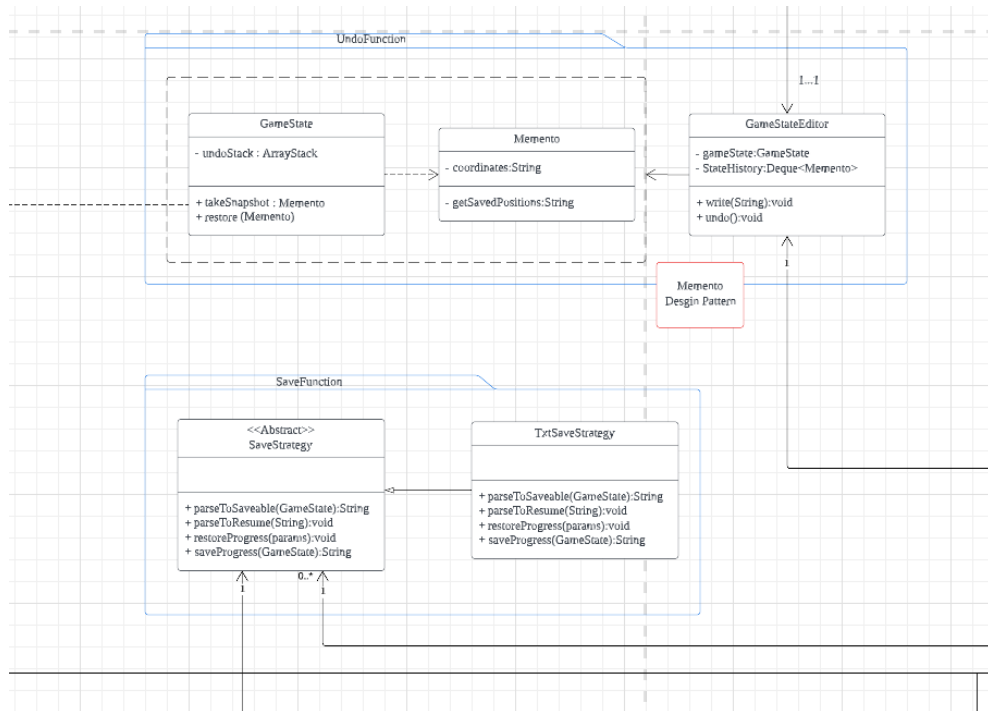 UndoFunction
1...1
GameState
- undoStack : ArrayStack
+ takeSnapshot : Memento
+ restore (Memento)
Memento
- coordinates:String
- getSavedPositions:String
GameStateEditor
- gameState:GameState
- StateHistory:Deque<Memento>
+ write(String):void
+ undo():void
1
Memento
Desgin Pattern
SaveFunction
<<Abstract>>
SaveStrategy
+ parseToSaveable(GameState):String
+ parseToResume(String):void
+ restoreProgress(params):void
+ saveProgress(GameState):String
TxtSaveStrategy
+ parseToSaveable(GameState):String
+ parseToResume(String):void
+ restoreProgress(params):void
+ saveProgress(GameState):String
0..*
1
1